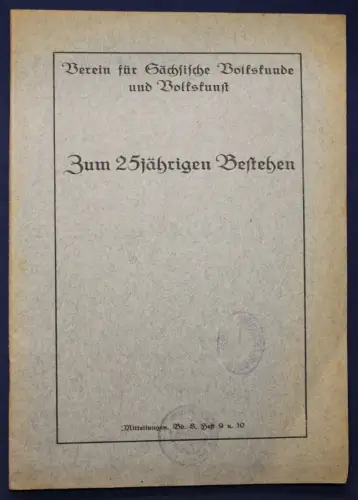 Verein für Sächsische Volkskunde
und Volkskunst
Zum 25jährigen Bestehen
Mitteilungen. Bd. 8, Heft 9 u. 10